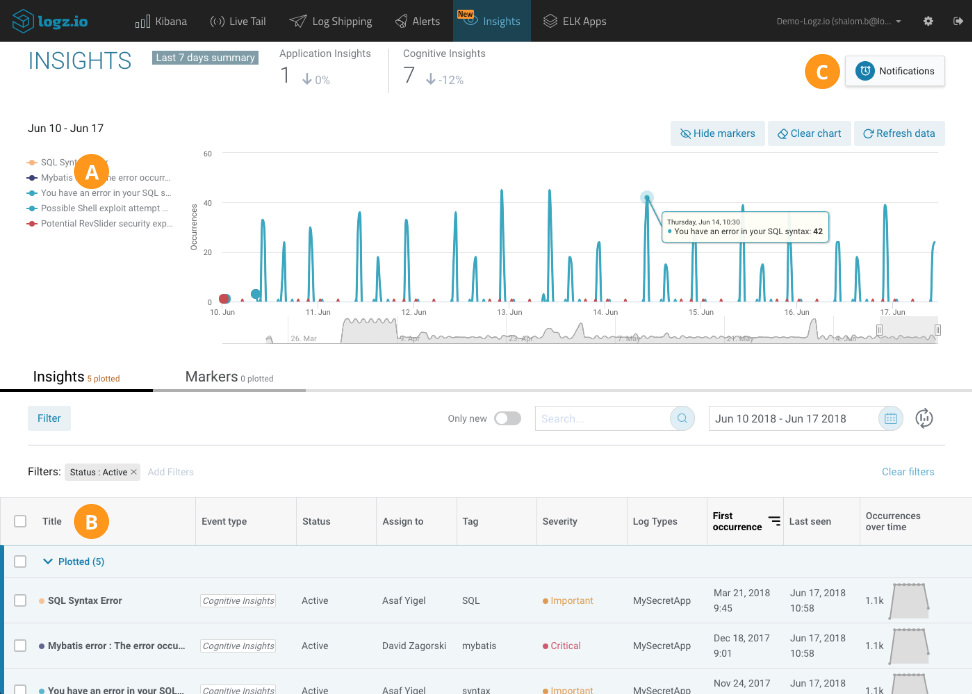 logz.io Kibana Live Tail Log Shipping Alerts New Insights ELK Apps Demo-Logz.io (shalom.b@lo...
INSIGHTS Last 7 days summary
Application Insights
1 0%
Cognitive Insights
7 -12%
C Notifications
Jun 10 - Jun 17
Hide markers Clear chart Refresh data
A
SQL
Mybatis he error occurr...
You have an error in your SQL s...
Possible Shell exploit attempt ...
Potential RevSlider security exp...
Occurrences
60
40
20
0
Thursday, Jun 14, 10:30
You have an error in your SQL syntax: 42
10. Jun 11. Jun 12. Jun 13. Jun 14. Jun 15. Jun 16. Jun 17. Jun
26. Mar 9. Apr 23. Apr 7. May 21. May 4. Jun
Insights 5 plotted Markers 0 plotted
Filter Only new Search... Jun 10 2018 - Jun 17 2018
Filters: Status : Active × Add Filters Clear filters
Title B Event type Status Assign to Tag Severity Log Types First occurrence Last seen Occurrences over time
Plotted (5)
SQL Syntax Error Cognitive Insights Active Asaf Yigel SQL Important MySecretApp Mar 21, 2018 9:45 Jun 17, 2018 10:58 1.1k
Mybatis error : The error occu... Cognitive Insights Active David Zagorski mybatis Critical MySecretApp Dec 18, 2017 9:01 Jun 17, 2018 10:58 1.1k
You have an error in your SQL... Cognitive Insights Active Asaf Yigel syntax Important MySecretApp Nov 24, 2017 Jun 17, 2018 1.1k